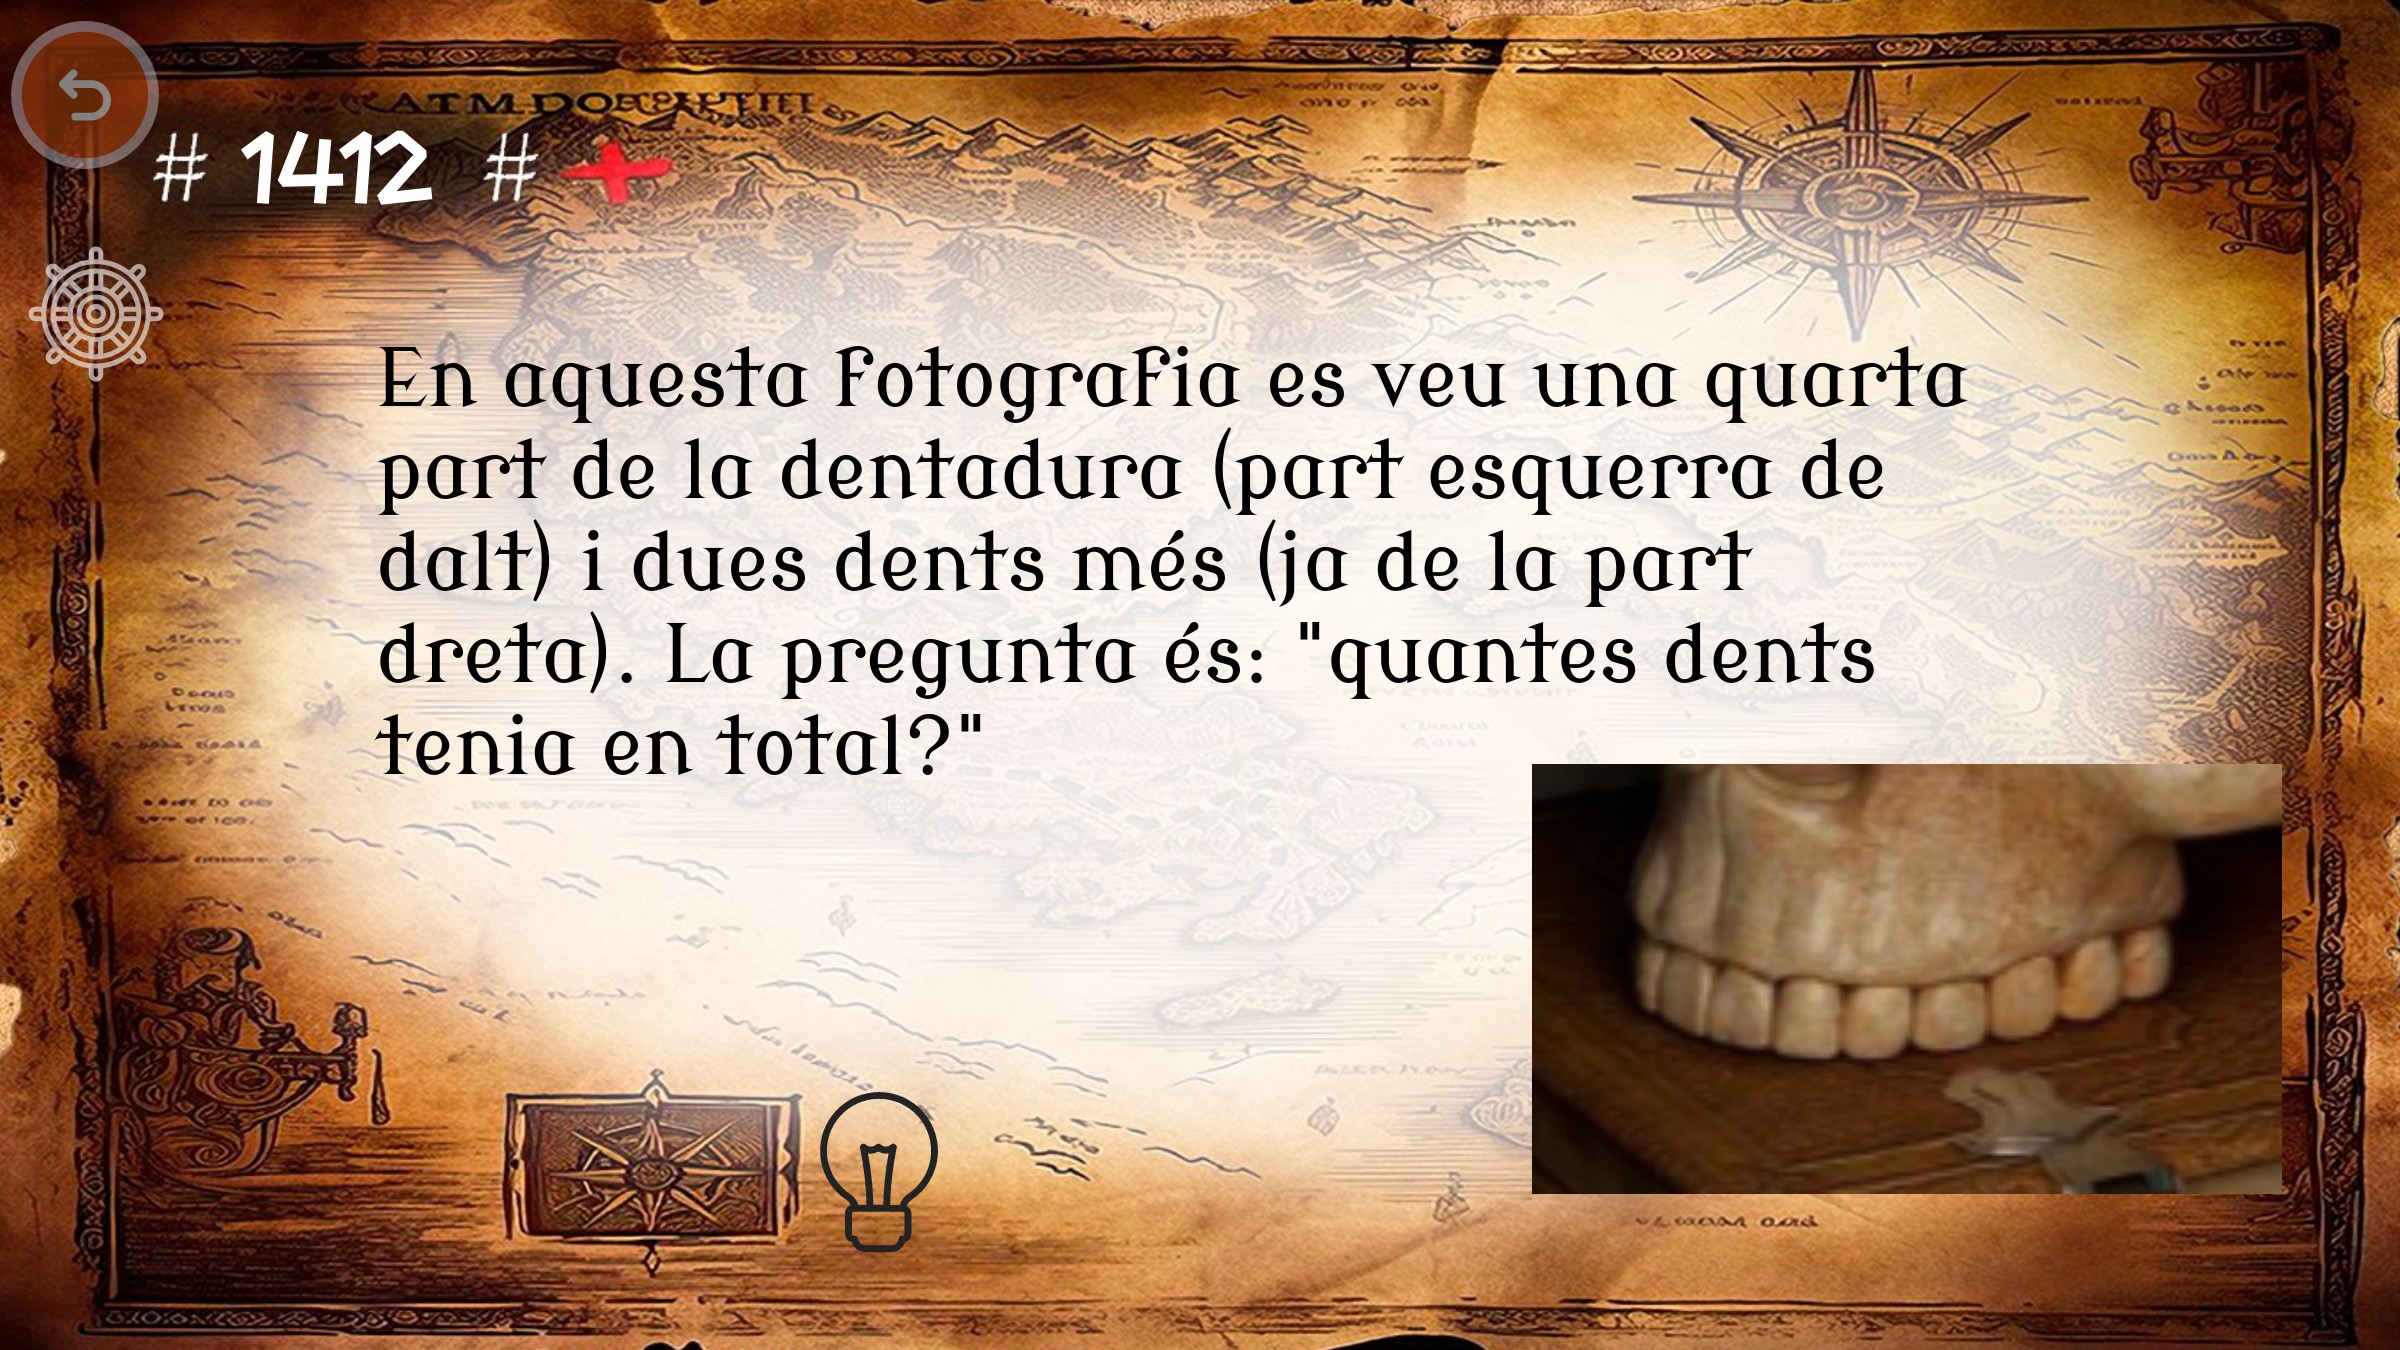 # 1412 #
En aquesta fotografia es veu una quarta
part de la dentadura (part esquerra de
dalt) i dues dents més (ja de la part
dreta). La pregunta és: "quantes dents
tenia en total?"